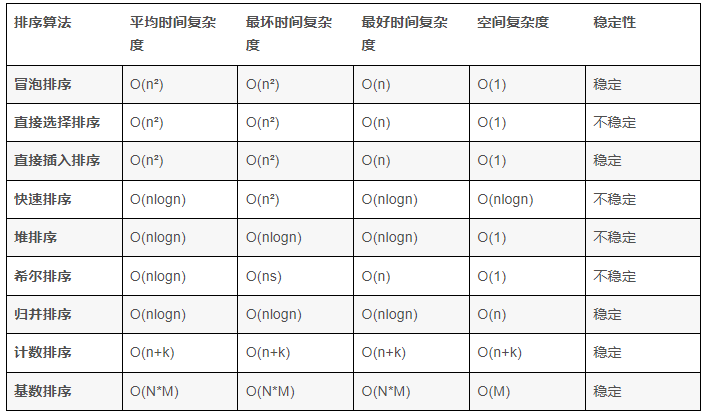 排序算法 平均时间复杂度 最坏时间复杂度 最好时间复杂度 空间复杂度 稳定性
冒泡排序 O(n²) O(n²) O(n) O(1) 稳定
直接选择排序 O(n²) O(n²) O(n) O(1) 不稳定
直接插入排序 O(n²) O(n²) O(n) O(1) 稳定
快速排序 O(nlogn) O(n²) O(nlogn) O(nlogn) 不稳定
堆排序 O(nlogn) O(nlogn) O(nlogn) O(1) 不稳定
希尔排序 O(nlogn) O(ns) O(n) O(1) 不稳定
归并排序 O(nlogn) O(nlogn) O(nlogn) O(n) 稳定
计数排序 O(n+k) O(n+k) O(n+k) O(n+k) 稳定
基数排序 O(N*M) O(N*M) O(N*M) O(M) 稳定